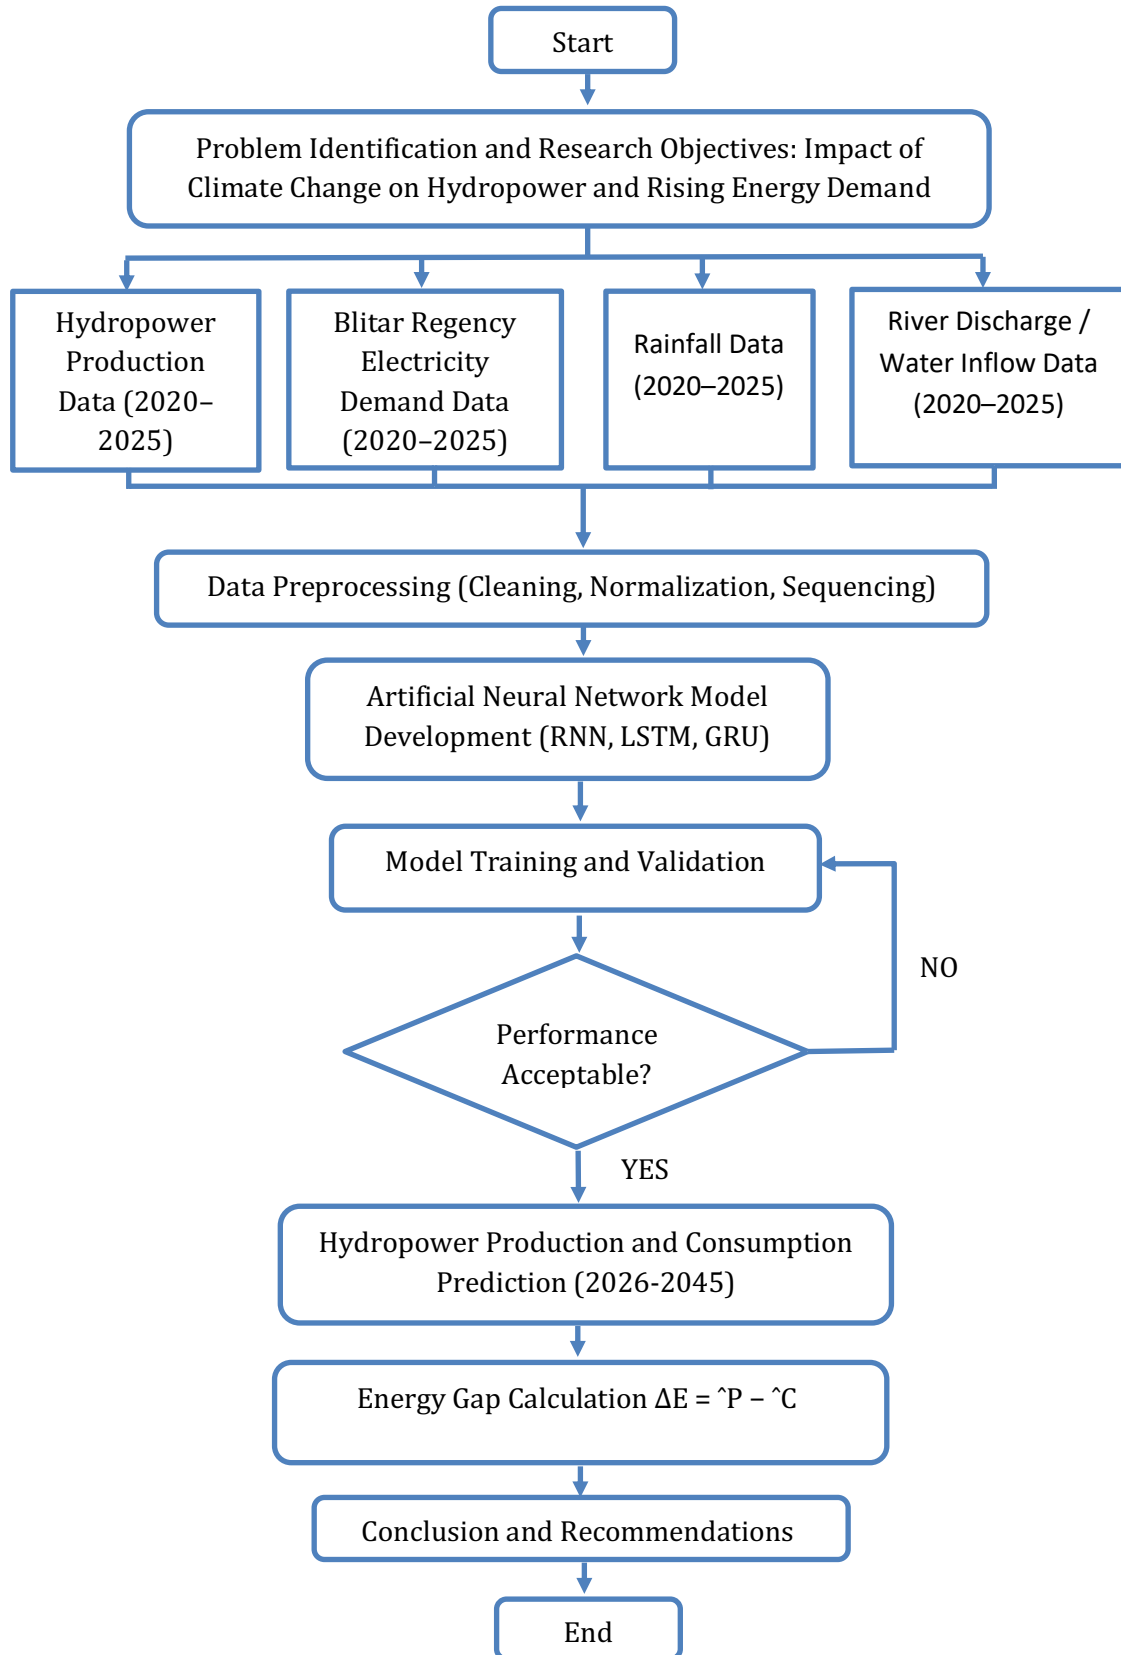 Start
Problem Identification and Research Objectives: Impact of
Climate Change on Hydropower and Rising Energy Demand
Hydropower
Production
Data (2020–
2025)
Blitar Regency
Electricity
Demand Data
(2020–2025)
Rainfall Data
(2020–2025)
River Discharge /
Water Inflow Data
(2020–2025)
Data Preprocessing (Cleaning, Normalization, Sequencing)
Artificial Neural Network Model
Development (RNN, LSTM, GRU)
Model Training and Validation
NO
Performance
Acceptable?
YES
Hydropower Production and Consumption
Prediction (2026-2045)
Energy Gap Calculation ΔE = ˆP – ˆC
Conclusion and Recommendations
End